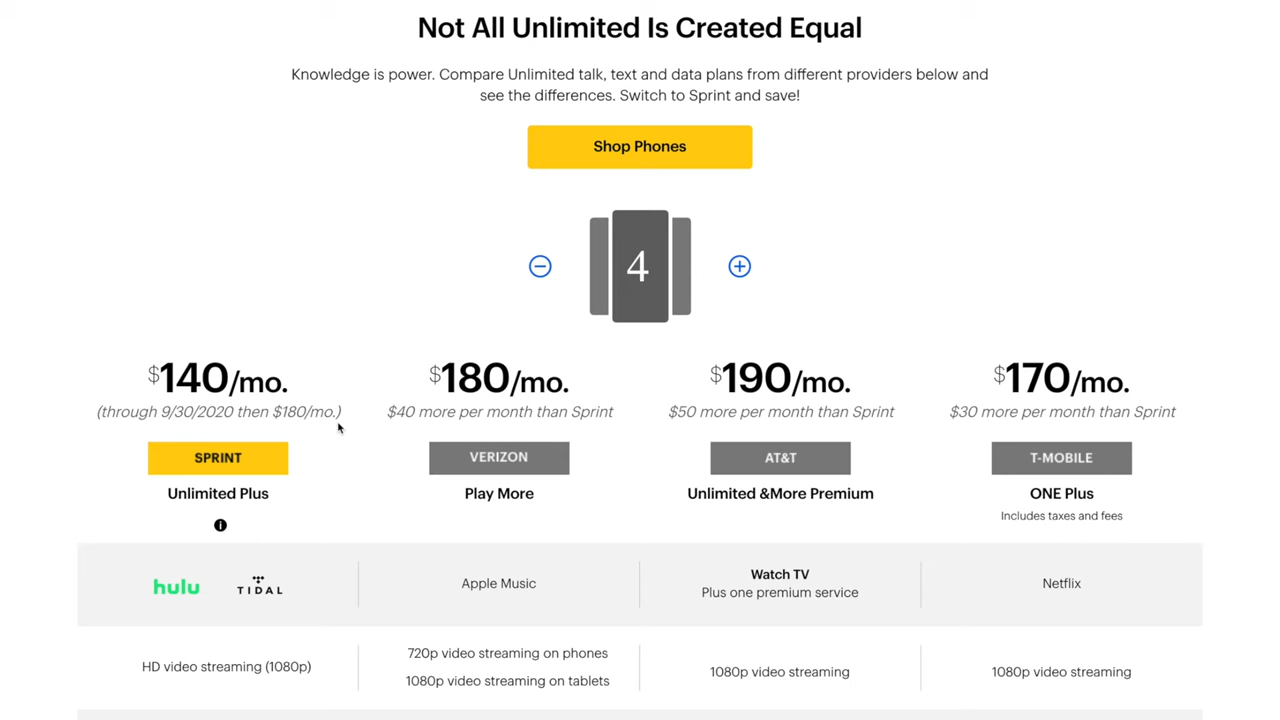 Not All Unlimited Is Created Equal
Knowledge is power. Compare Unlimited talk, text and data plans from different providers below and
see the differences. Switch to Sprint and save!
Shop Phones
4
$140/mo.
(through 9/30/2020 then $180/mo.)
SPRINT
Unlimited Plus
i
$180/mo.
$40 more per month than Sprint
VERIZON
Play More
$190/mo.
$50 more per month than Sprint
AT&T
Unlimited &More Premium
$170/mo.
$30 more per month than Sprint
T-MOBILE
ONE Plus
Includes taxes and fees
hulu TIDAL
Apple Music
Watch TV
Plus one premium service
Netflix
HD video streaming (1080p)
720p video streaming on phones
1080p video streaming on tablets
1080p video streaming
1080p video streaming